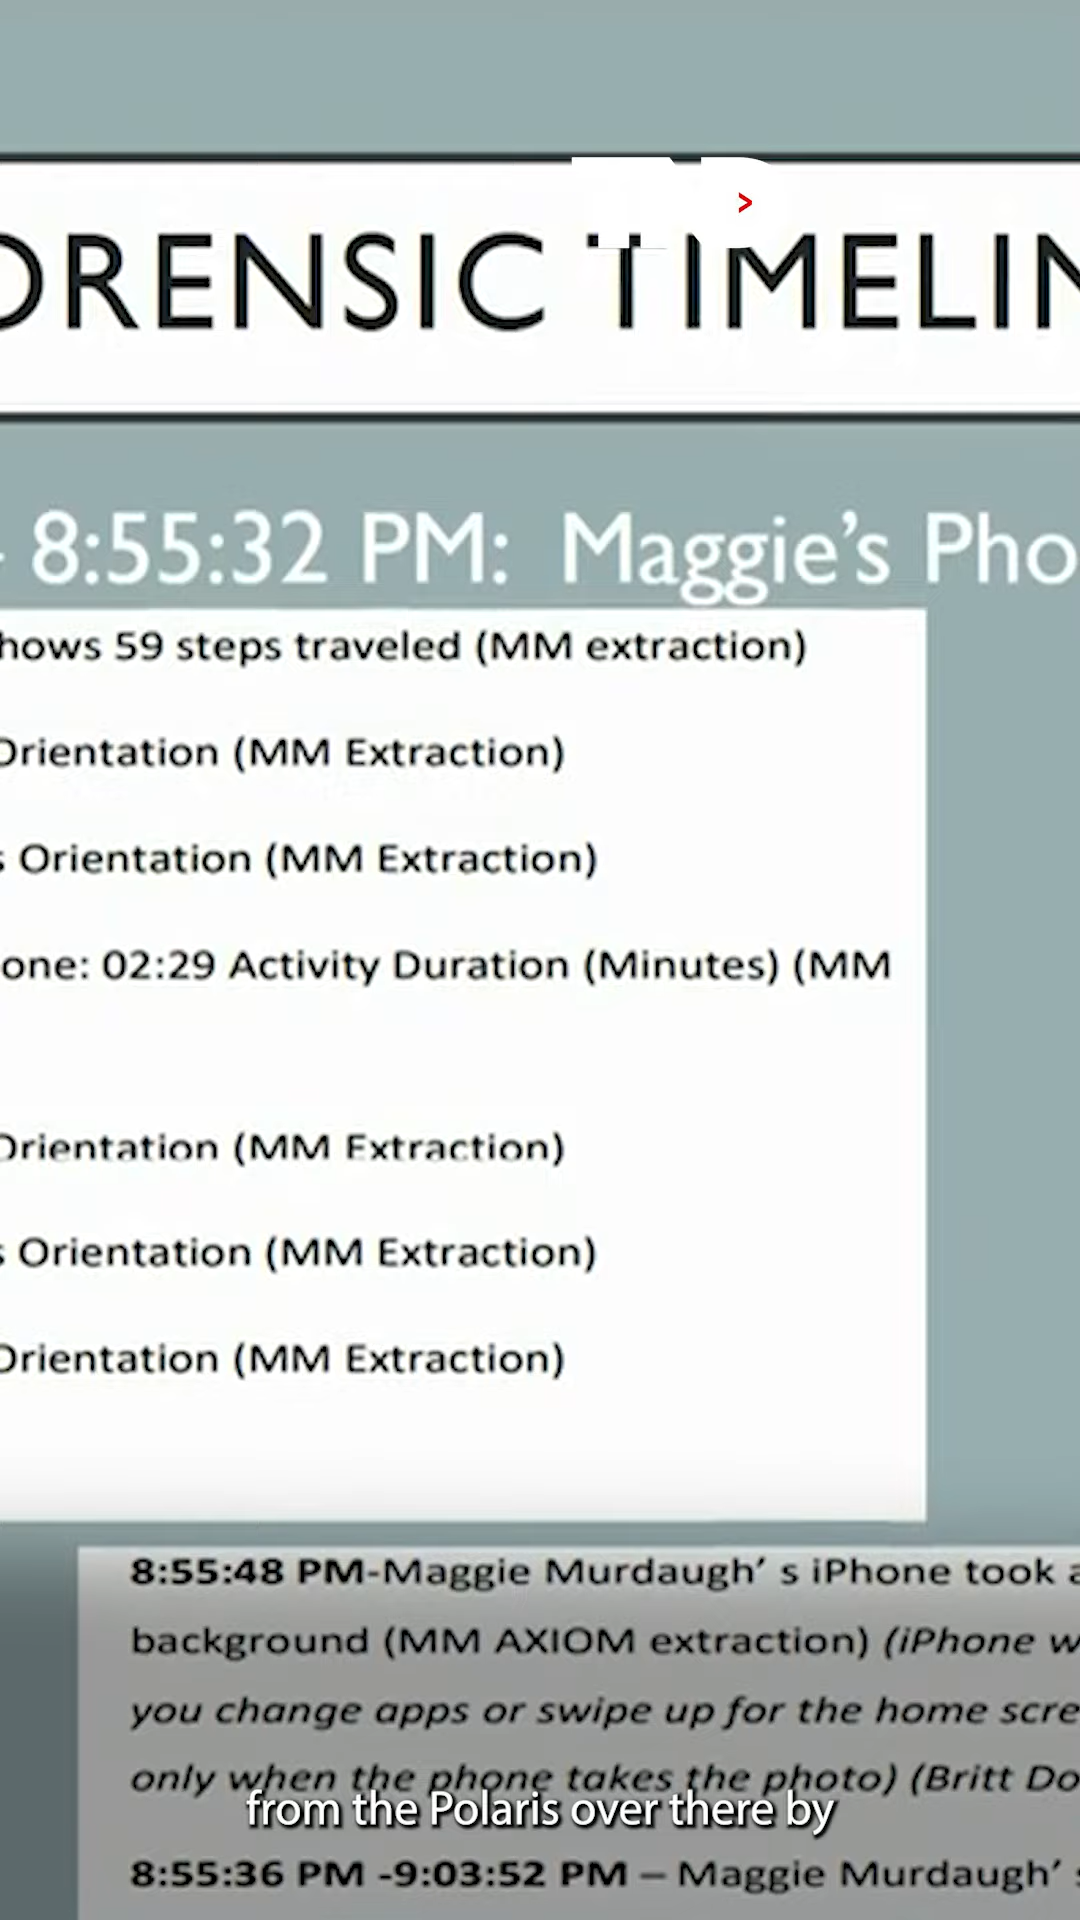 ORENSIC TIMELIN
8:55:32 PM: Maggie's Pho
hows 59 steps traveled (MM extraction)
Orientation (MM Extraction)
s Orientation (MM Extraction)
one: 02:29 Activity Duration (Minutes) (MM
Orientation (MM Extraction)
s Orientation (MM Extraction)
Orientation (MM Extraction)
8:55:48 PM-Maggie Murdaugh' s iPhone took a
background (MM AXIOM extraction) (iPhone w
you change apps or swipe up for the home scre
only when the phone takes the photo) (Britt Do
from the Polaris over there by
8:55:36 PM -9:03:52 PM – Maggie Murdaugh' s